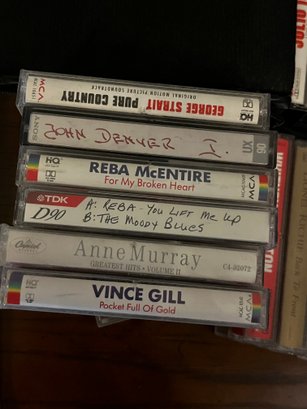 GEORGE STRAIT PURE COUNTRY
ORIGINAL MOTION PICTURE SOUNDTRACK
MCA
HQ
SONY
JOHN DENVER I.
UX 90
HQ
REBA McENTIRE
For My Broken Heart
MCA
TDK
D90
A: REBA - YOU LIFT ME UP
B: THE MOODY BLUES
Capitol
Anne Murray
GREATEST HITS • VOLUME II
C4-92072
HQ
VINCE GILL
Pocket Full Of Gold
MCA